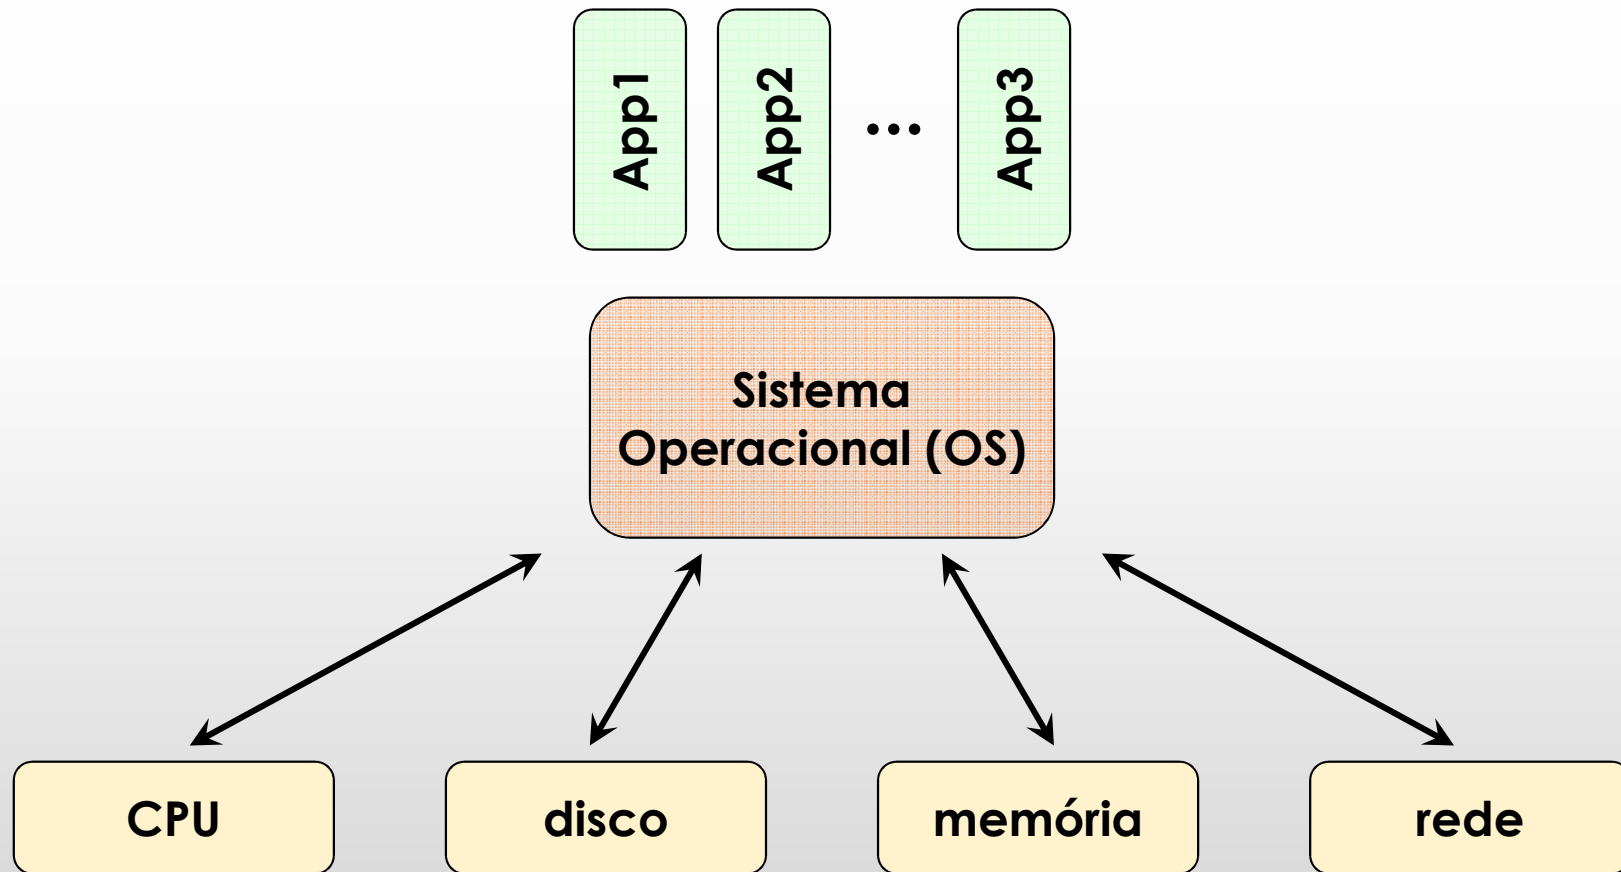 App1
App2
...
App3
Sistema
Operacional (OS)
CPU
disco
memória
rede